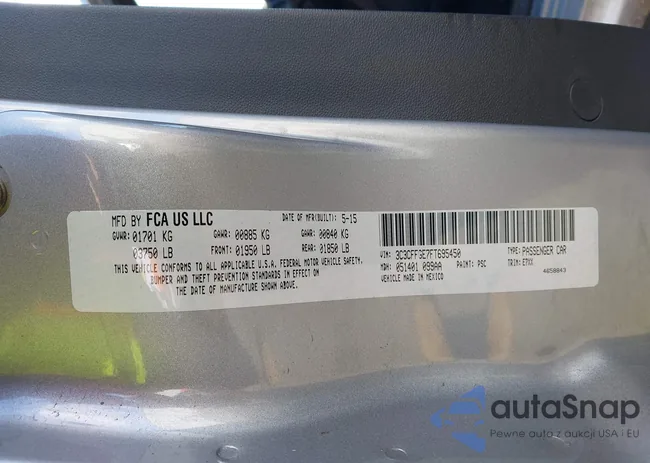 MFD BY FCA US LLC
DATE OF MFR(BUILT): 5-15
GVWR: 01701 KG GAWR: 00885 KG GAWR: 00840 KG
03750 LB FRONT: 01950 LB REAR: 01850 LB
THIS VEHICLE CONFORMS TO ALL APPLICABLE U.S.A. FEDERAL MOTOR VEHICLE SAFETY,
BUMPER AND THEFT PREVENTION STANDARDS IN EFFECT ON
THE DATE OF MANUFACTURE SHOWN ABOVE.
VIN: 3C3CFFGE7FT695450 TYPE: PASSENGER CAR
MDH: 051401 099AA PAINT: PSC TRIM: E7XX
VEHICLE MADE IN MEXICO 4658843
autaSnap
Pewne auta z aukcji USA i EU